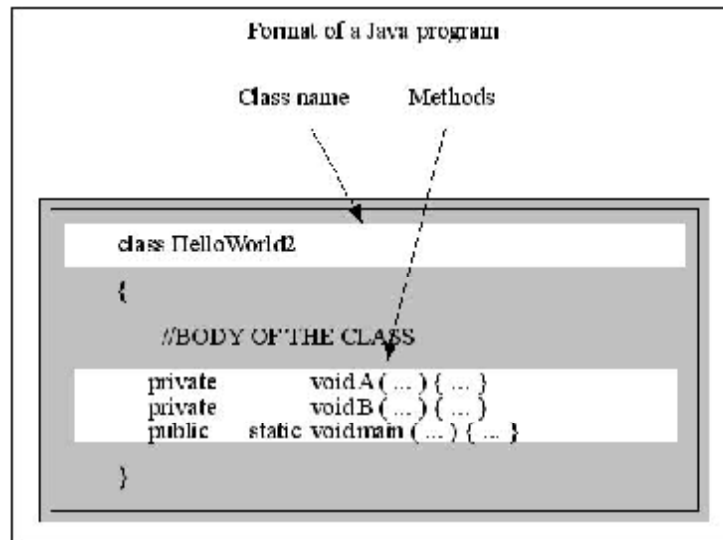 Format of a Java program
Class name Methods
class HelloWorld2
{
//BODY OF THE CLASS
private void A ( ... ) { ... }
private void B ( ... ) { ... }
public static void main ( ... ) { ... }
}